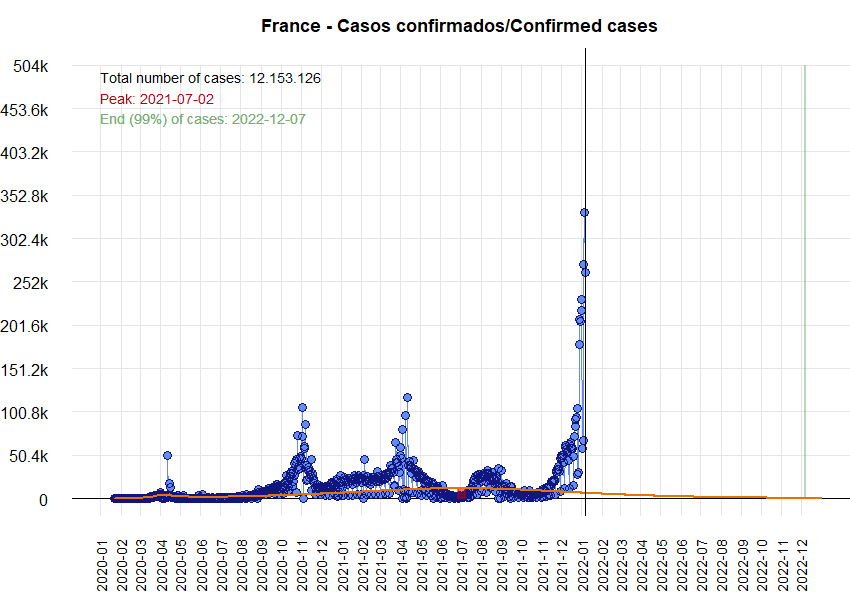 France - Casos confirmados/Confirmed cases
504k
Total number of cases: 12.153.126
Peak: 2021-07-02
End (99%) of cases: 2022-12-07
453.6k
403.2k
352.8k
302.4k
252k
201.6k
151.2k
100.8k
50.4k
0
2020-01
2020-02
2020-03
2020-04
2020-05
2020-06
2020-07
2020-08
2020-09
2020-10
2020-11
2020-12
2021-01
2021-02
2021-03
2021-04
2021-05
2021-06
2021-07
2021-08
2021-09
2021-10
2021-11
2021-12
2022-01
2022-02
2022-03
2022-04
2022-05
2022-06
2022-07
2022-08
2022-09
2022-10
2022-11
2022-12